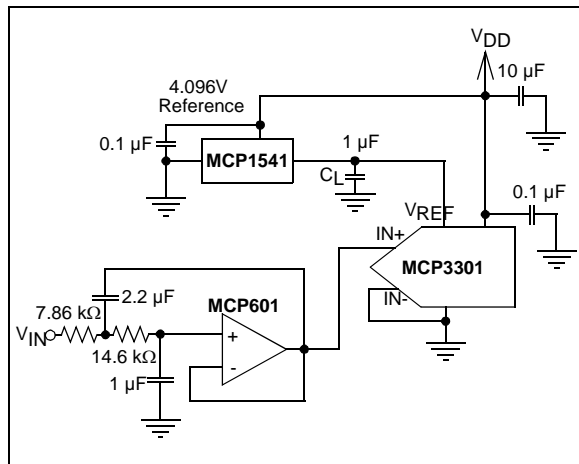 VDD
10 µF
4.096V
Reference
0.1 µF
MCP1541
1 µF
CL
VREF
0.1 µF
IN+
MCP3301
IN-
2.2 µF
MCP601
7.86 kΩ
VIN
14.6 kΩ
+
-
1 µF